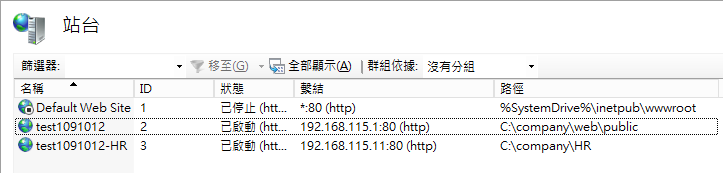 站台
篩選器: 移至(G) 全部顯示(A) 群組依據: 沒有分組
名稱 ID 狀態 繫結 路徑
Default Web Site 1 已停止 (htt... *:80 (http) %SystemDrive%\inetpub\wwwroot
test1091012 2 已啟動 (htt... 192.168.115.1:80 (http) C:\company\web\public
test1091012-HR 3 已啟動 (htt... 192.168.115.11:80 (http) C:\company\HR